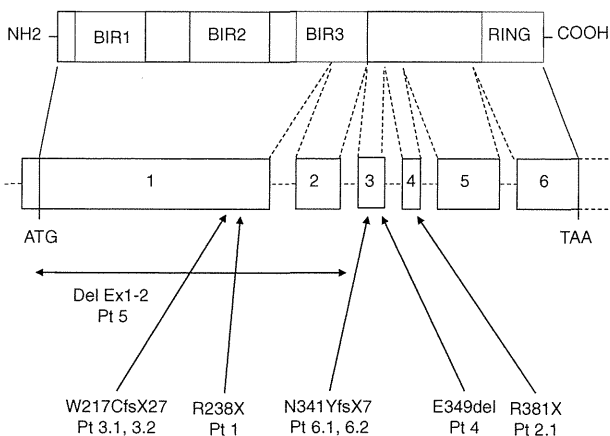 NH2 BIR1 BIR2 BIR3 RING COOH
1 2 3 4 5 6
ATG TAA
Del Ex1-2
Pt 5
W217CfsX27 R238X N341YfsX7 E349del R381X
Pt 3.1, 3.2 Pt 1 Pt 6.1, 6.2 Pt 4 Pt 2.1